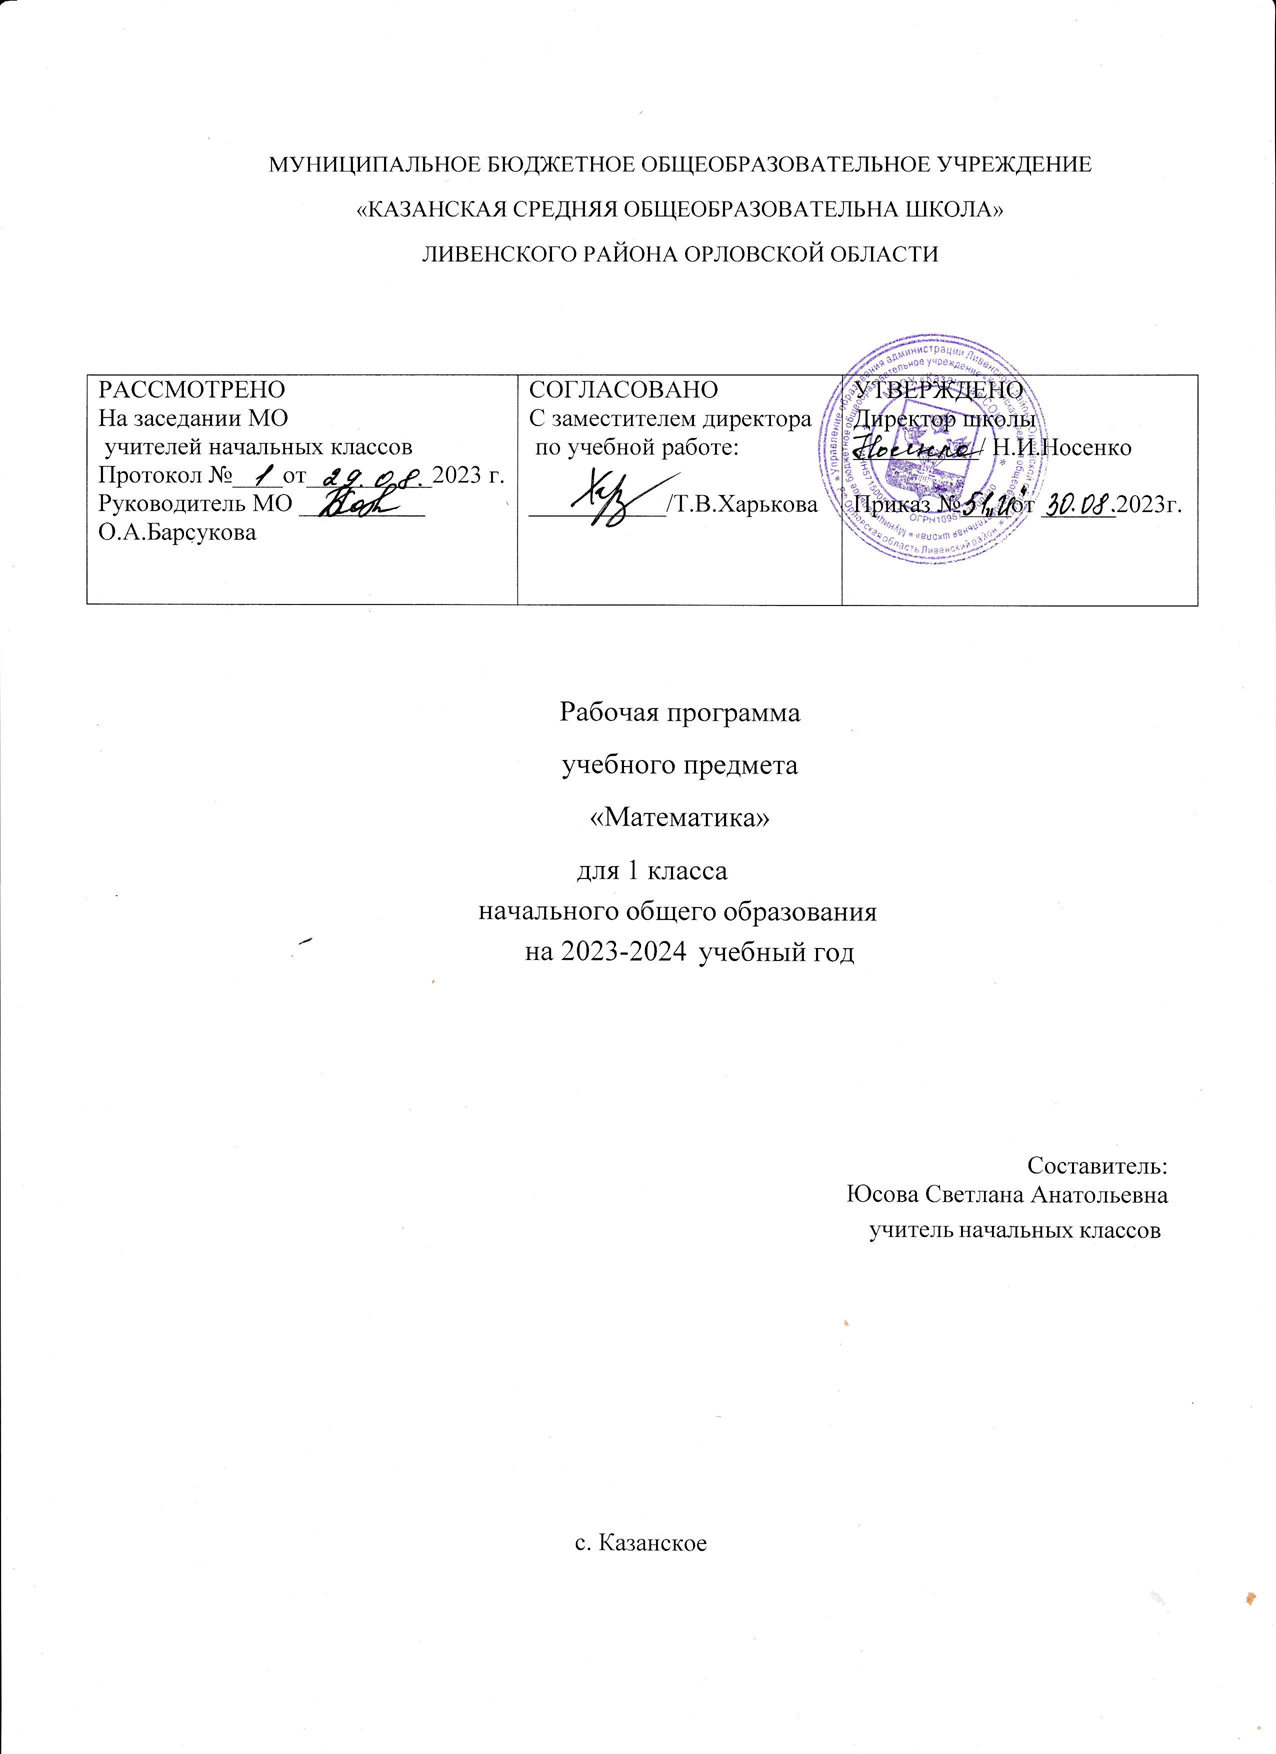 МУНИЦИПАЛЬНОЕ БЮДЖЕТНОЕ ОБЩЕОБРАЗОВАТЕЛЬНОЕ УЧРЕЖДЕНИЕ
«КАЗАНСКАЯ СРЕДНЯЯ ОБЩЕОБРАЗОВАТЕЛЬНА ШКОЛА»
ЛИВЕНСКОГО РАЙОНА ОРЛОВСКОЙ ОБЛАСТИ
РАССМОТРЕНО
На заседании МО
учителей начальных классов
Протокол № 1 от 29.08.2023 г.
Руководитель МО
О.А.Барсукова
СОГЛАСОВАНО
С заместителем директора
по учебной работе:
/Т.В.Харькова
УТВЕРЖДЕНО
Директор школы
/ Н.И.Носенко
Приказ № 51 от 30.08.2023г.
Рабочая программа
учебного предмета
«Математика»
для 1 класса
начального общего образования
на 2023-2024 учебный год
Составитель:
Юсова Светлана Анатольевна
учитель начальных классов
с. Казанское